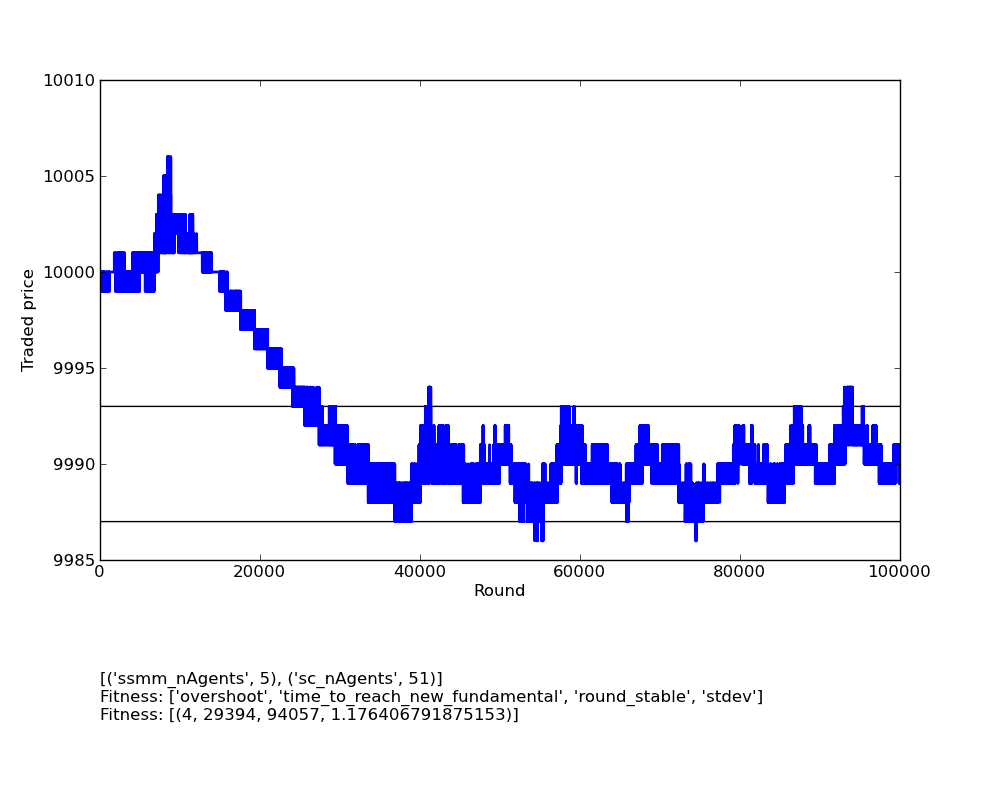 10010
10005
10000
9995
9990
9985
Traded price
0 20000 40000 60000 80000 100000
Round
[('ssmm_nAgents', 5), ('sc_nAgents', 51)]
Fitness: ['overshoot', 'time_to_reach_new_fundamental', 'round_stable', 'stdev']
Fitness: [(4, 29394, 94057, 1.176406791875153)]